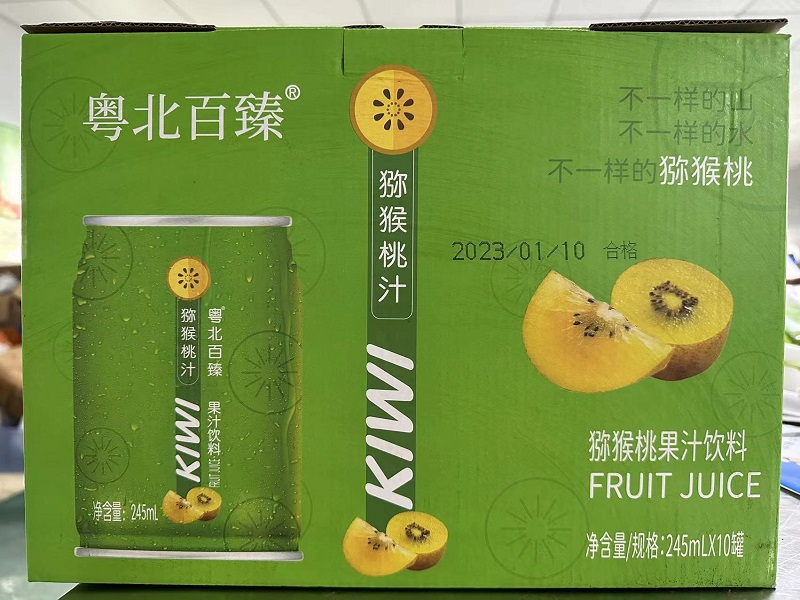 粤北百臻®
猕猴桃汁
KIWI
不一样的山
不一样的水
不一样的猕猴桃
2023/01/10 合格
猕猴桃果汁饮料
FRUIT JUICE
净含量/规格:245mLX10罐
猕猴桃汁
KIWI
粤北百臻
果汁饮料
FRUIT JUICE
净含量: 245mL